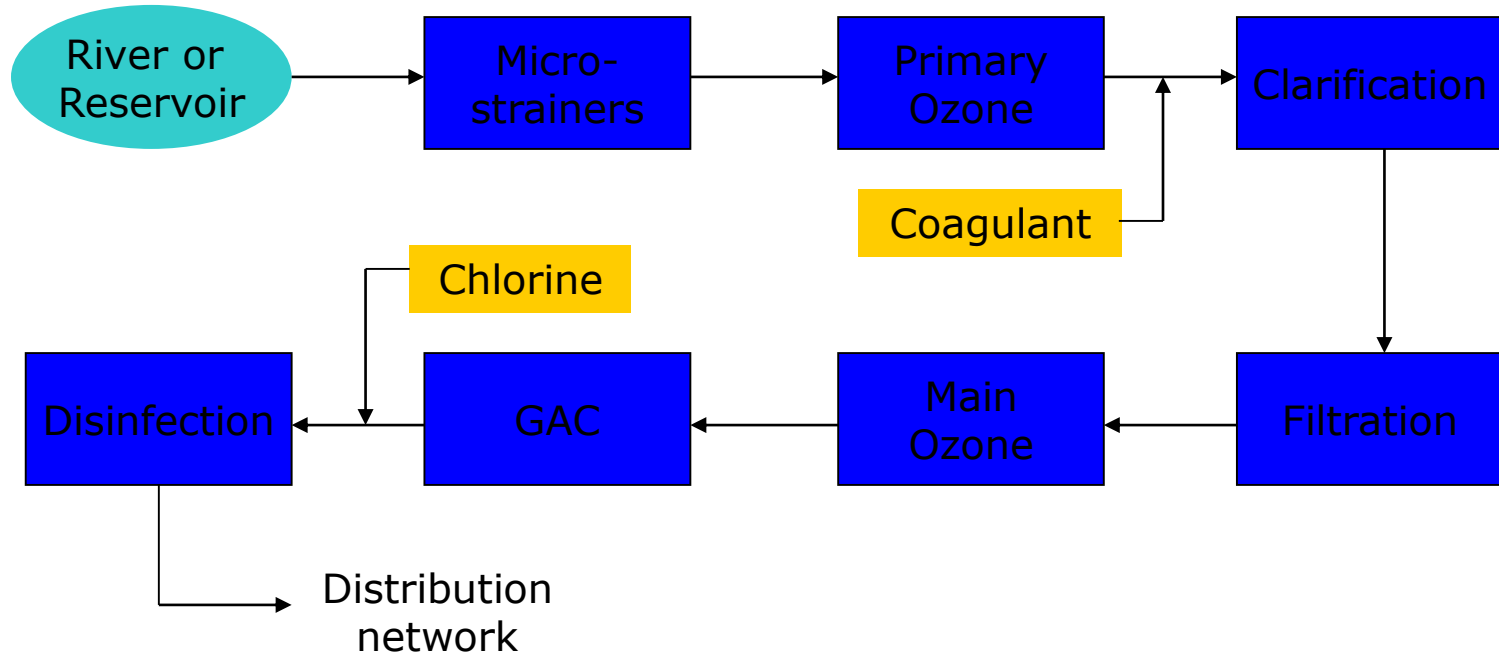 River or
Reservoir
Micro-
strainers
Primary
Ozone
Clarification
Coagulant
Chlorine
Disinfection
GAC
Main
Ozone
Filtration
Distribution
network